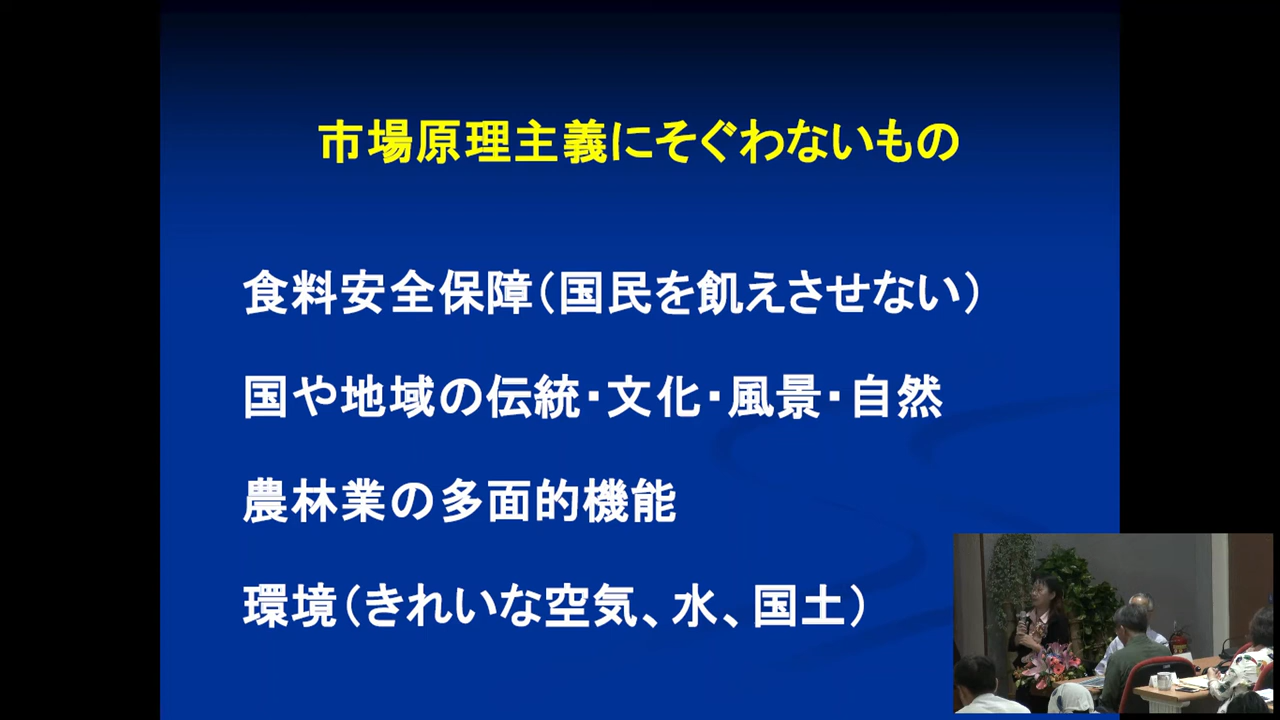 市場原理主義にそぐわないもの
食料安全保障（国民を飢えさせない）
国や地域の伝統・文化・風景・自然
農林業の多面的機能
環境（きれいな空気、水、国土）